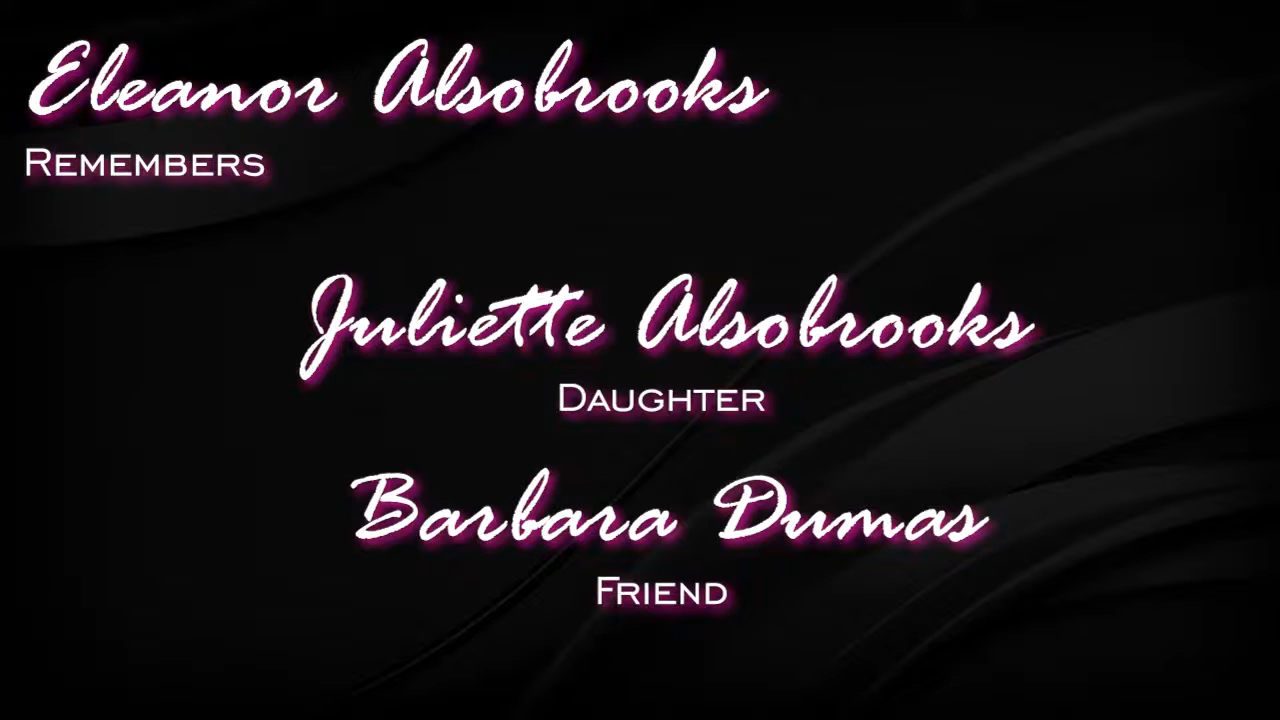 Eleanor Alsobrooks
Remembers
Juliette Alsobrooks
Daughter
Barbara Dumas
Friend